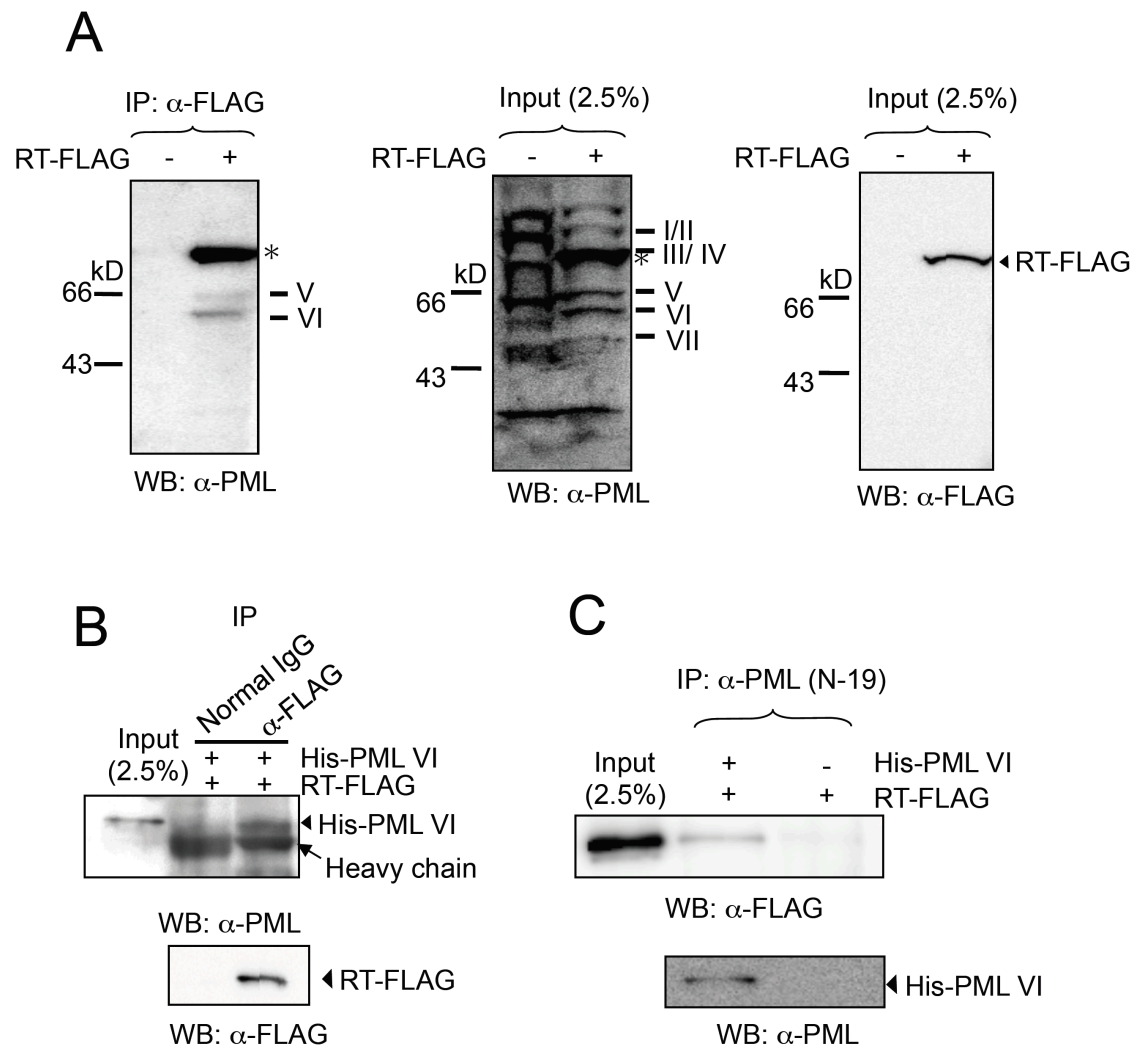 A
IP: α-FLAG
RT-FLAG - +
*
kD
66
V
VI
43
WB: α-PML
Input (2.5%)
RT-FLAG - +
I/II
III/ IV
*
kD
66
V
VI
VII
43
WB: α-PML
Input (2.5%)
RT-FLAG - +
RT-FLAG
kD
66
43
WB: α-FLAG
B
IP
Normal IgG
α-FLAG
Input
(2.5%)
+ + His-PML VI
+ + RT-FLAG
His-PML VI
Heavy chain
WB: α-PML
RT-FLAG
WB: α-FLAG
C
IP: α-PML (N-19)
Input
(2.5%)
+ - His-PML VI
+ + RT-FLAG
WB: α-FLAG
His-PML VI
WB: α-PML